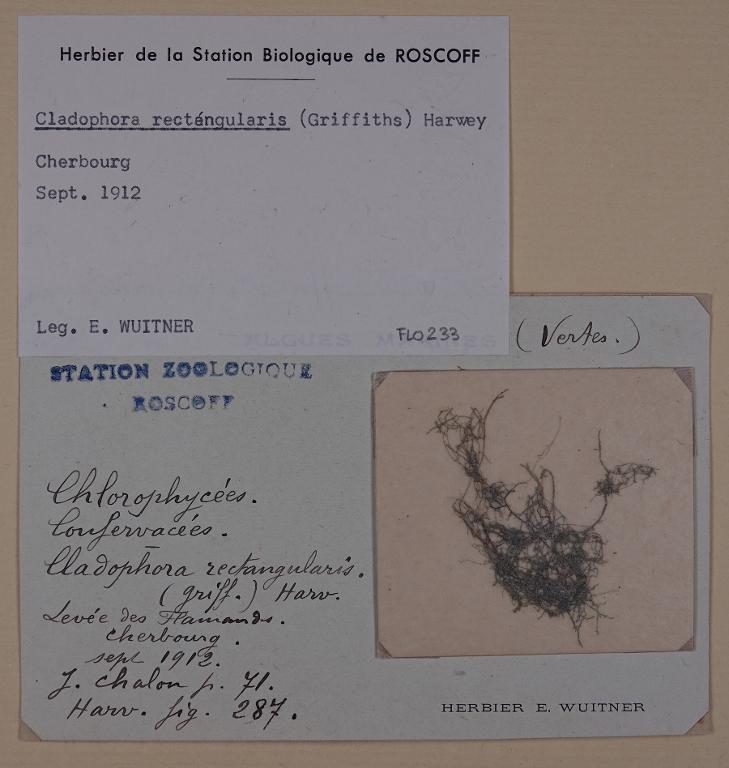 Herbier de la Station Biologique de ROSCOFF
Cladophora rectángularis (Griffiths) Harwey
Cherbourg
Sept. 1912
Leg. E. WUITNER
FLO233
ALGUES MARINES (Vertes.)
STATION ZOOLOGIQUE
ROSCOFF
Chlorophycées.
Confervacées.
Cladophora rectangularis.
(Griff.) Harv.
Levée des Flamands.
Cherbourg.
sept 1912.
J. Chalon p. 71.
Harv. fig. 287.
HERBIER E. WUITNER